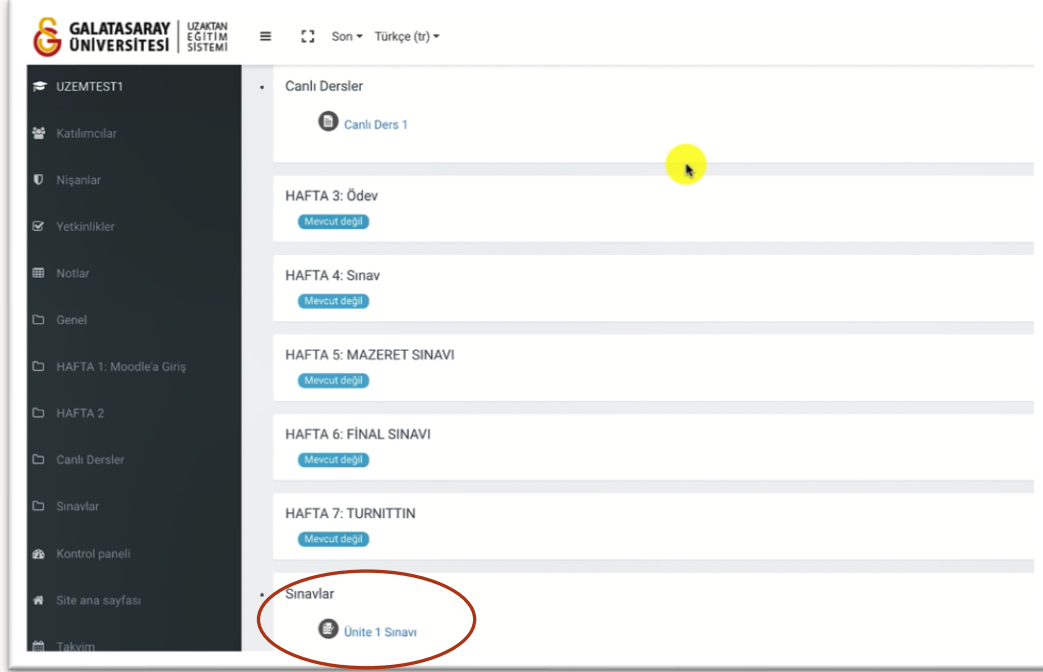 GALATASARAY
ÜNİVERSİTESİ
UZAKTAN
EĞİTİM
SİSTEMİ
Son
Türkçe (tr)
UZEMTEST1
Katılımcılar
Nişanlar
Yetkinlikler
Notlar
Genel
HAFTA 1: Moodle'a Giriş
HAFTA 2
Canlı Dersler
Sınavlar
Kontrol paneli
Site ana sayfası
Takvim
Canlı Dersler
Canlı Ders 1
HAFTA 3: Ödev
Mevcut değil
HAFTA 4: Sınav
Mevcut değil
HAFTA 5: MAZERET SINAVI
Mevcut değil
HAFTA 6: FİNAL SINAVI
Mevcut değil
HAFTA 7: TURNITTIN
Mevcut değil
Sınavlar
Ünite 1 Sınavı